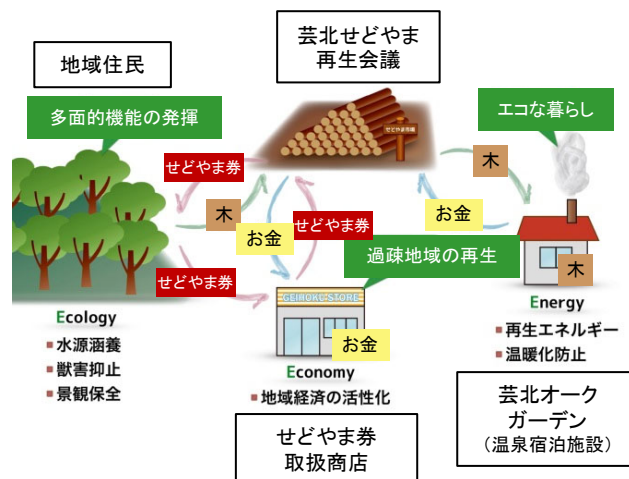 芸北せどやま
再生会議
地域住民
多面的機能の発揮
エコな暮らし
せどやま市場
せどやま券
木
木
お金
せどやま券
お金
過疎地域の再生
せどやま券
木
GEIHOKU STORE
お金
Ecology
水源涵養
獣害抑止
景観保全
Economy
地域経済の活性化
Energy
再生エネルギー
温暖化防止
せどやま券
取扱商店
芸北オーク
ガーデン
（温泉宿泊施設）